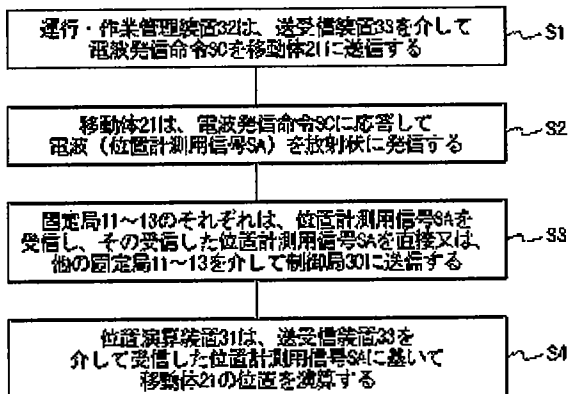 運行・作業管理装置32は、送受信装置33を介して
電波発信命令SCを移動体21に送信する
S1
移動体21は、電波発信命令SCに応答して
電波（位置計測用信号SA）を放射状に発信する
S2
固定局11～13のそれぞれは、位置計測用信号SAを
受信し、その受信した位置計測用信号SAを直接又は、
他の固定局11～13を介して制御局30に送信する
S3
位置演算装置31は、送受信装置33を
介して受信した位置計測用信号SAに基いて
移動体21の位置を演算する
S4